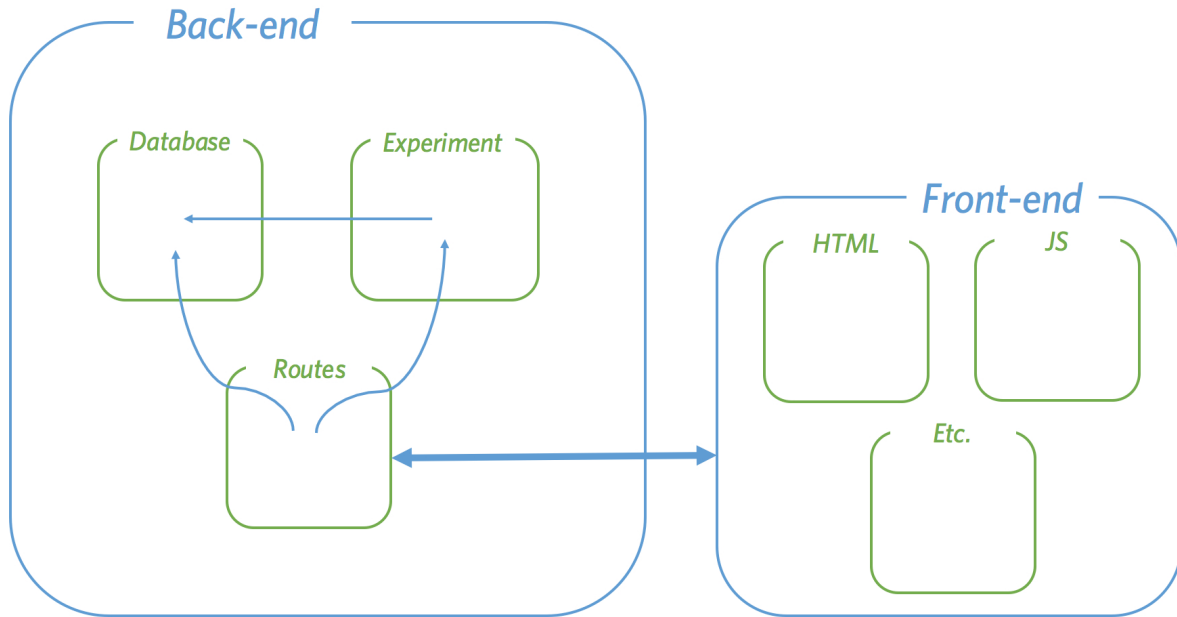 Back-end
Database
Experiment
Routes
Front-end
HTML
JS
Etc.